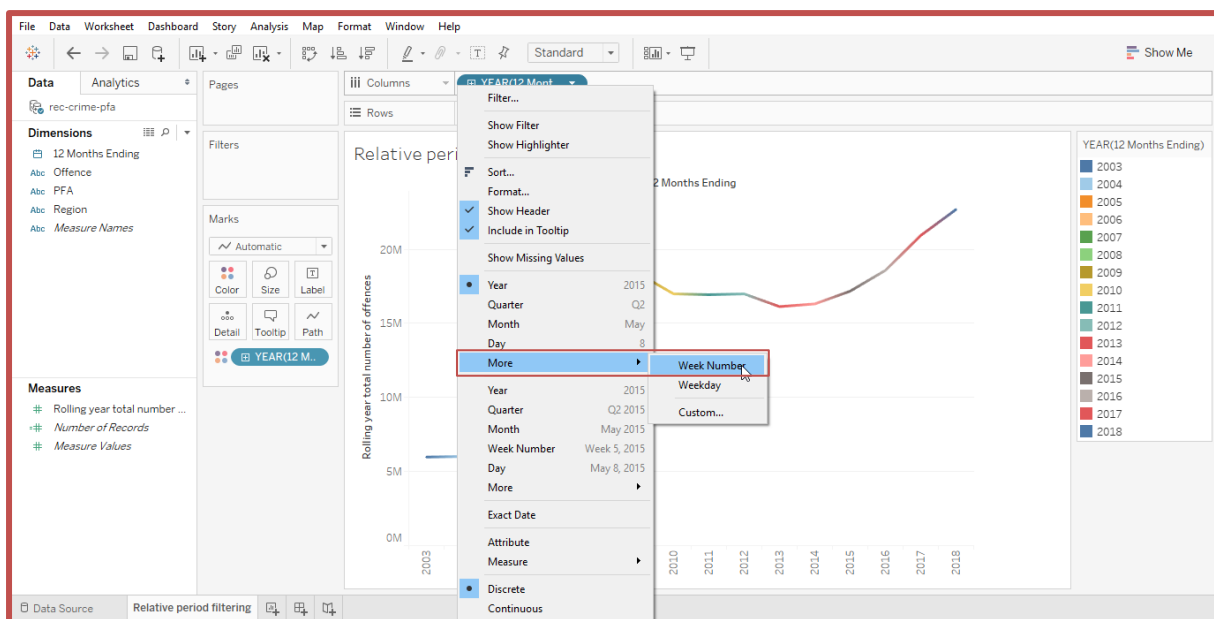 File Data Worksheet Dashboard Story Analysis Map Format Window Help
Standard
Show Me
Data Analytics
rec-crime-pfa
Dimensions
12 Months Ending
Abc Offence
Abc PFA
Abc Region
Abc Measure Names
Measures
# Rolling year total number ...
=# Number of Records
# Measure Values
Pages
Filters
Marks
Automatic
Color Size Label
Detail Tooltip Path
YEAR(12 M..
iii Columns YEAR(12 Mont..
Rows
Relative peri
2 Months Ending
Rolling year total number of offences
20M
15M
10M
5M
0M
2003
2010
2011
2012
2013
2014
2015
2016
2017
2018
Filter...
Show Filter
Show Highlighter
Sort...
Format...
Show Header
Include in Tooltip
Show Missing Values
Year 2015
Quarter Q2
Month May
Day 8
More
Week Number
Weekday
Custom...
Year 2015
Quarter Q2 2015
Month May 2015
Week Number Week 5, 2015
Day May 8, 2015
More
Exact Date
Attribute
Measure
Discrete
Continuous
YEAR(12 Months Ending)
2003
2004
2005
2006
2007
2008
2009
2010
2011
2012
2013
2014
2015
2016
2017
2018
Data Source Relative period filtering